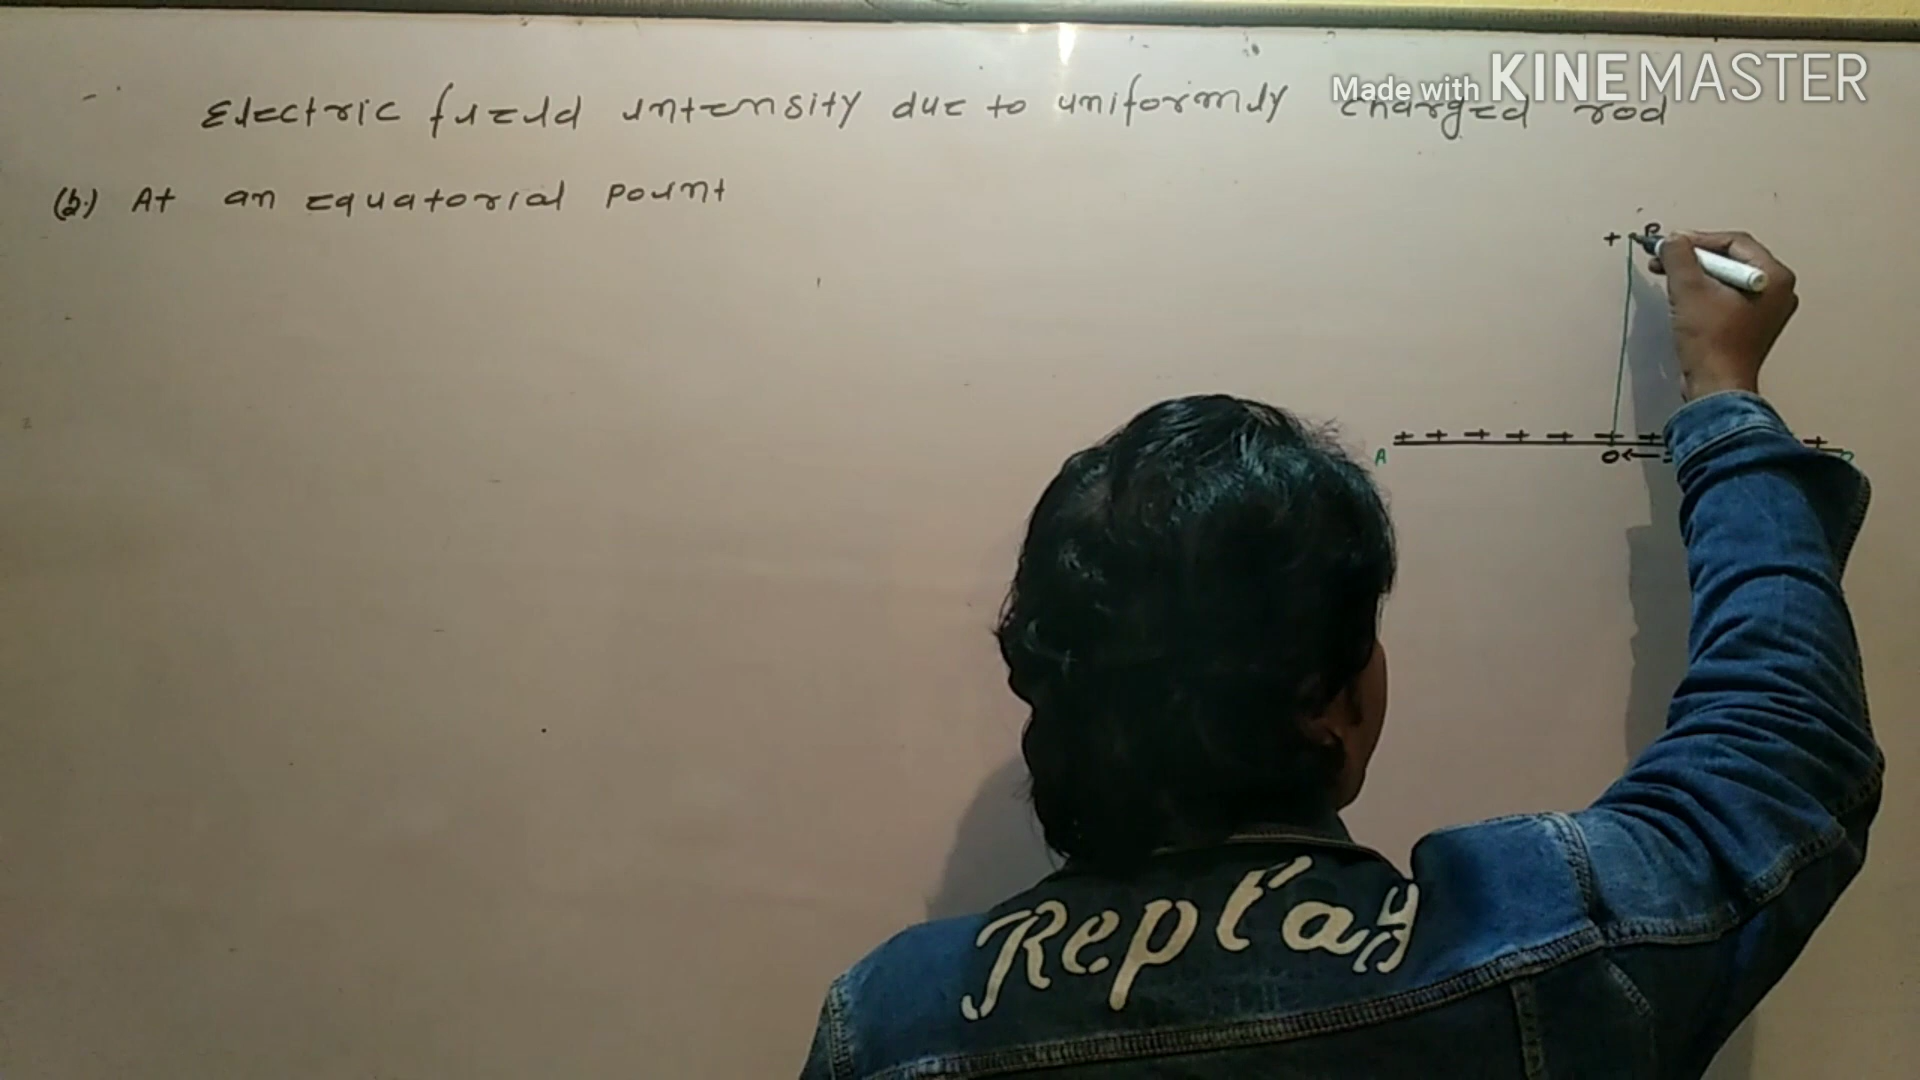 Made with KINEMASTER
Electric field intensity due to uniformly charged rod
(b.) At an equatorial point
+ P
+ + + + + + + +
A O
Replay